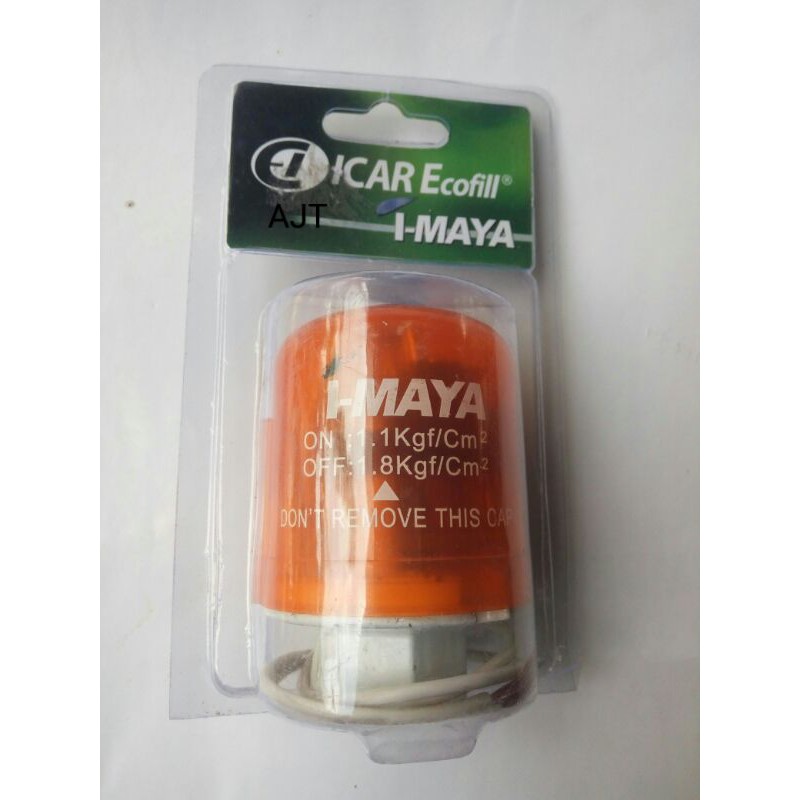 ICAR Ecofill®
AJT
I-MAYA
I-MAYA
ON :1.1Kgf/Cm²
OFF:1.8Kgf/Cm²
DON'T REMOVE THIS CAP